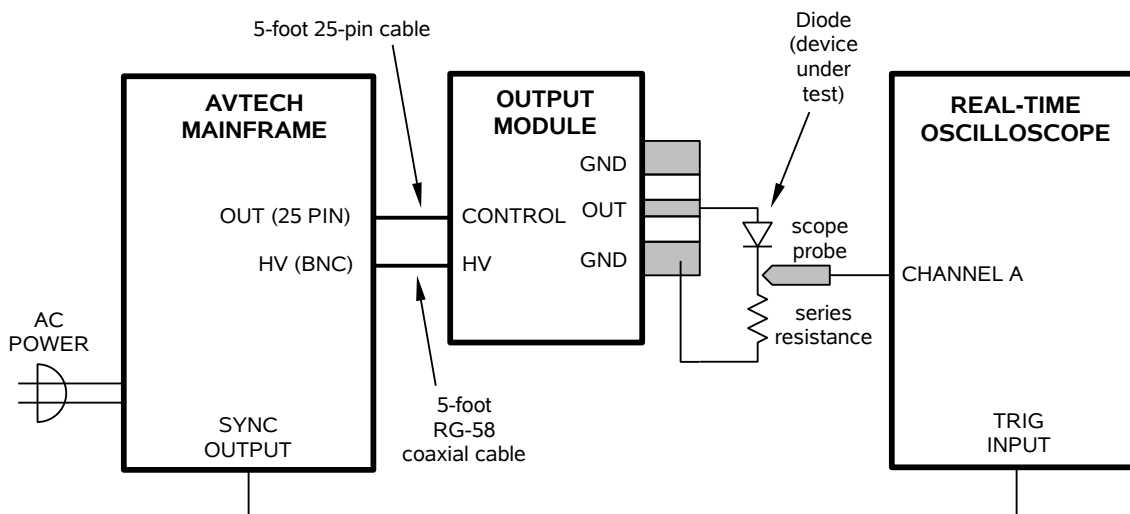 5-foot 25-pin cable
Diode
(device
under
test)
AVTECH
MAINFRAME
OUTPUT
MODULE
REAL-TIME
OSCILLOSCOPE
GND
OUT (25 PIN)
CONTROL
OUT
scope
probe
HV (BNC)
HV
GND
CHANNEL A
series
resistance
AC
POWER
5-foot
RG-58
coaxial cable
SYNC
OUTPUT
TRIG
INPUT